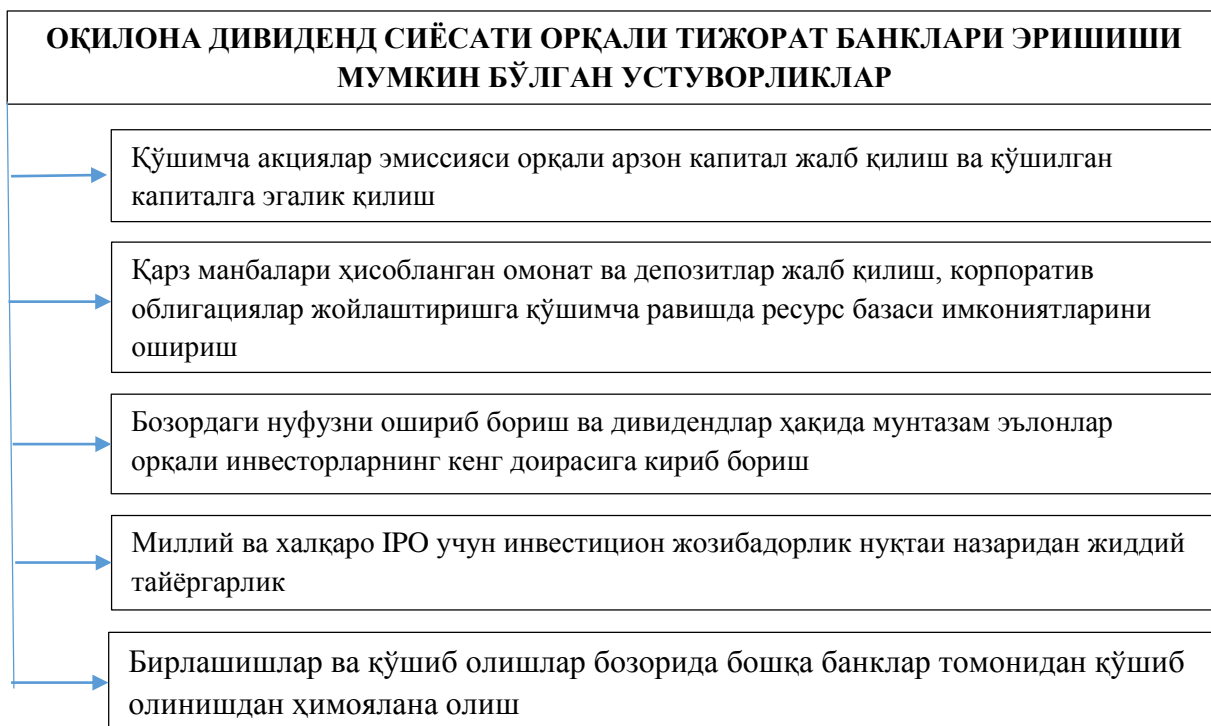 ОҚИЛОНА ДИВИДЕНД СИЁСАТИ ОРҚАЛИ ТИЖОРАТ БАНКЛАРИ ЭРИШИШИ
МУМКИН БЎЛГАН УСТУВОРЛИКЛАР
Қўшимча акциялар эмиссияси орқали арзон капитал жалб қилиш ва қўшилган
капиталга эгалик қилиш
Қарз манбалари ҳисобланган омонат ва депозитлар жалб қилиш, корпоратив
облигациялар жойлаштиришга қўшимча равишда ресурс базаси имкониятларини
ошириш
Бозордаги нуфузни ошириб бориш ва дивидендлар ҳақида мунтазам эълонлар
орқали инвесторларнинг кенг доирасига кириб бориш
Миллий ва халқаро IPO учун инвестицион жозибадорлик нуқтаи назаридан жиддий
тайёргарлик
Бирлашишлар ва қўшиб олишлар бозорида бошқа банклар томонидан қўшиб
олинишдан ҳимоялана олиш